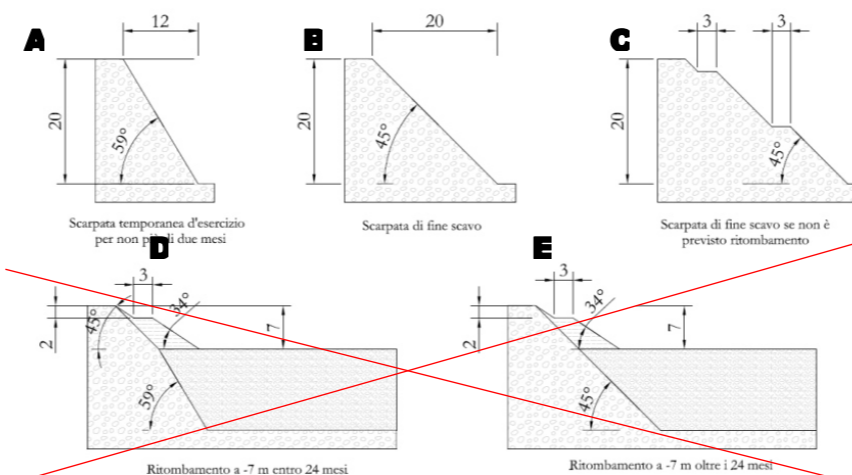 A
12
20
59°
Scarpata temporanea d'esercizio
per non più di due mesi
B
20
20
45°
Scarpata di fine scavo
C
3
3
20
45°
Scarpata di fine scavo se non è
previsto ritombamento
D
3
2
45°
34°
7
59°
Ritombamento a -7 m entro 24 mesi
E
3
2
34°
7
45°
Ritombamento a -7 m oltre i 24 mesi